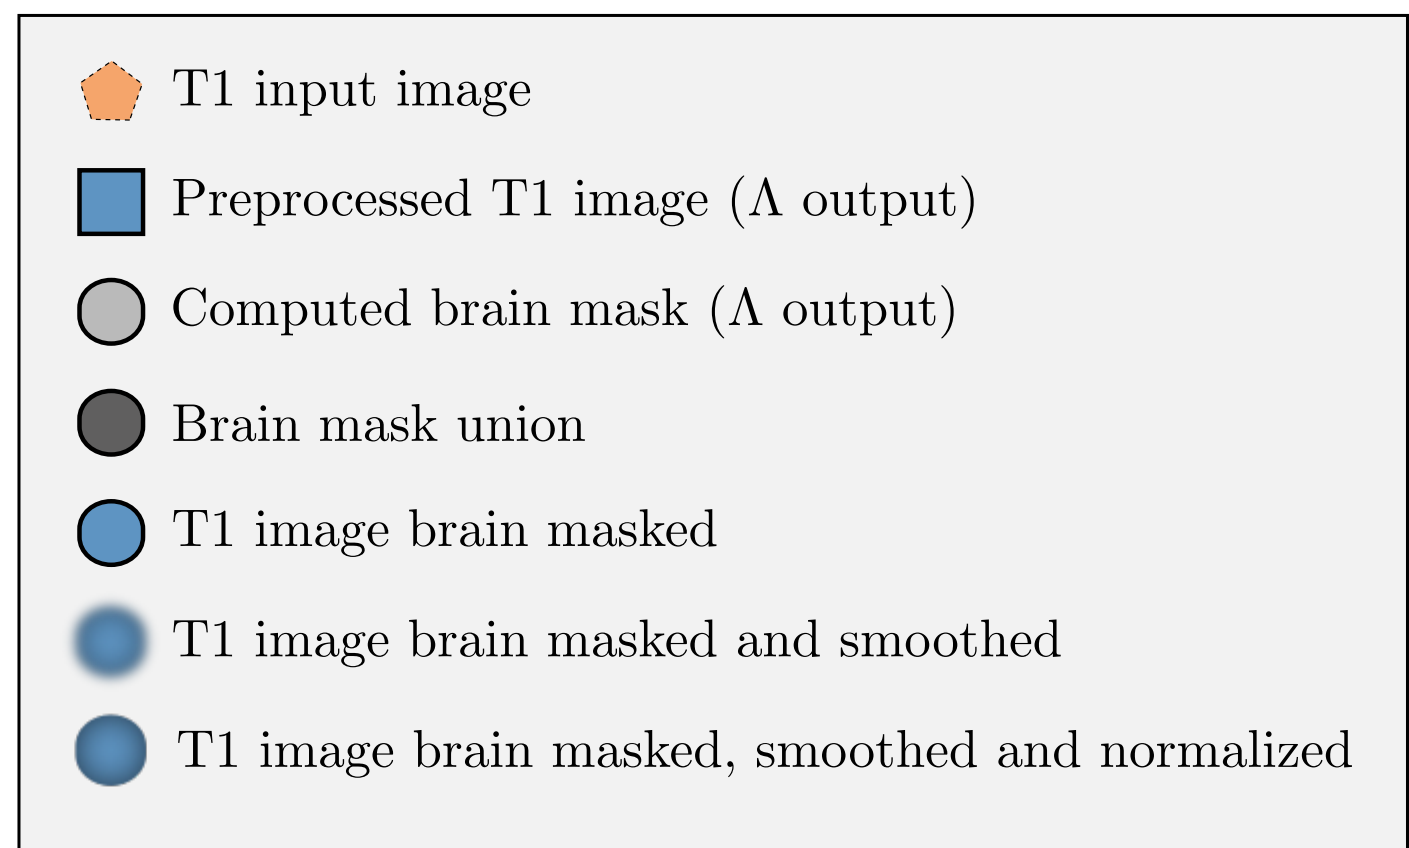 T1 input image
Preprocessed T1 image (Λ output)
Computed brain mask (Λ output)
Brain mask union
T1 image brain masked
T1 image brain masked and smoothed
T1 image brain masked, smoothed and normalized